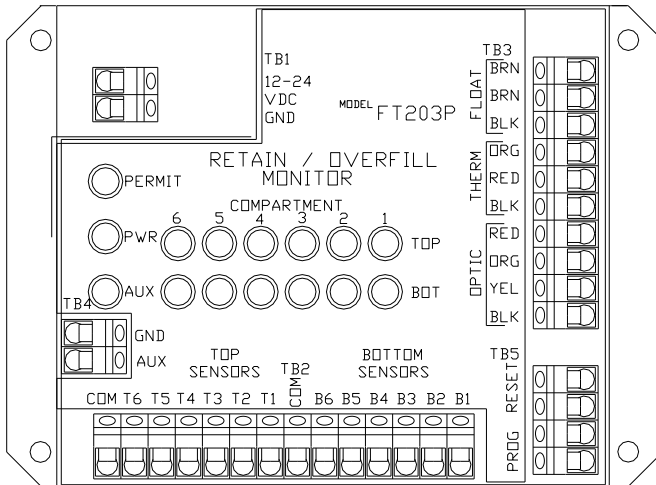 TB1
12-24
VDC
GND
MODEL FT203P
RETAIN / OVERFILL
MONITOR
COMPARTMENT
6 5 4 3 2 1
PERMIT
PWR
TOP
AUX
BOT
TB4
GND
AUX
TB3
FLOAT
BRN
BRN
BLK
THERM
ORG
RED
BLK
OPTIC
RED
ORG
YEL
BLK
TOP
SENSORS
TB2
BOTTOM
SENSORS
COM T6 T5 T4 T3 T2 T1 COM B6 B5 B4 B3 B2 B1
TB5
RESET
PROG